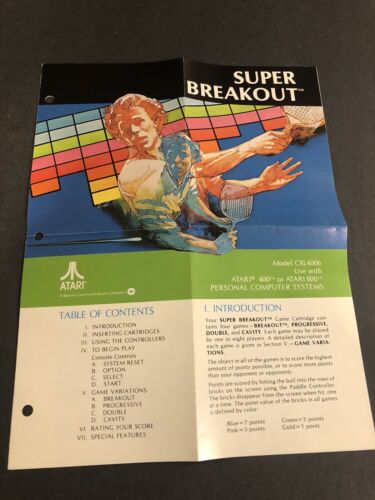 SUPER
BREAKOUT™
Model CXL4006
Use with
ATARI® 400™ or ATARI 800™
PERSONAL COMPUTER SYSTEMS
ATARI®
A Warner Communications Company
TABLE OF CONTENTS
I. INTRODUCTION
II. INSERTING CARTRIDGES
III. USING THE CONTROLLERS
IV. TO BEGIN PLAY
Console Controls
A. SYSTEM RESET
B. OPTION
C. SELECT
D. START
V. GAME VARIATIONS
A. BREAKOUT
B. PROGRESSIVE
C. DOUBLE
D. CAVITY
VI. RATING YOUR SCORE
VII. SPECIAL FEATURES
I. INTRODUCTION
Your SUPER BREAKOUT™ Game Cartridge con-
tains four games—BREAKOUT™, PROGRESSIVE,
DOUBLE, and CAVITY. Each game may be played
by one to eight players. A detailed description of
each game is given in Section V.—GAME VARIA-
TIONS.
The object in all of the games is to score the highest
amount of points possible, or to score more points
than your opponent or opponents.
Points are scored by hitting the ball into the rows of
bricks on the screen using the Paddle Controller.
The bricks disappear from the screen when hit, one
at a time. The point value of the bricks in all games
is defined by color.
Blue=7 points Green=5 points
Pink=3 points Gold=1 point